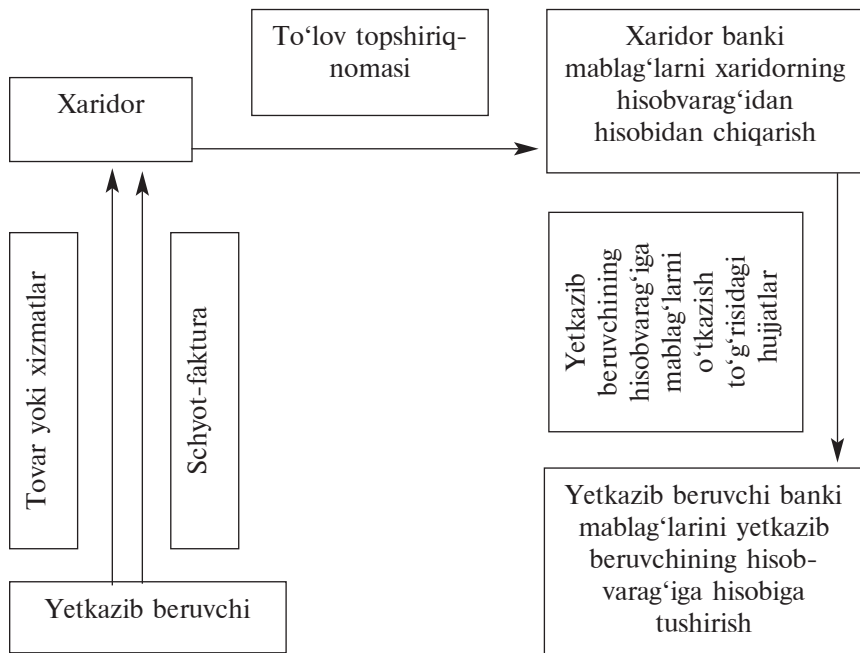 To‘lov topshiriq-
nomasi
Xaridor banki
mablag‘larni xaridorning
hisobvarag‘idan
hisobidan chiqarish
Xaridor
Tovar yoki xizmatlar
Schyot-faktura
Yetkazib
beruvchining
hisobvarag‘iga
mablag‘larni
o‘tkazish
to‘g‘risidagi
hujjatlar
Yetkazib beruvchi
Yetkazib beruvchi banki
mablag‘larini yetkazib
beruvchining hisob-
varag‘iga hisobiga
tushirish